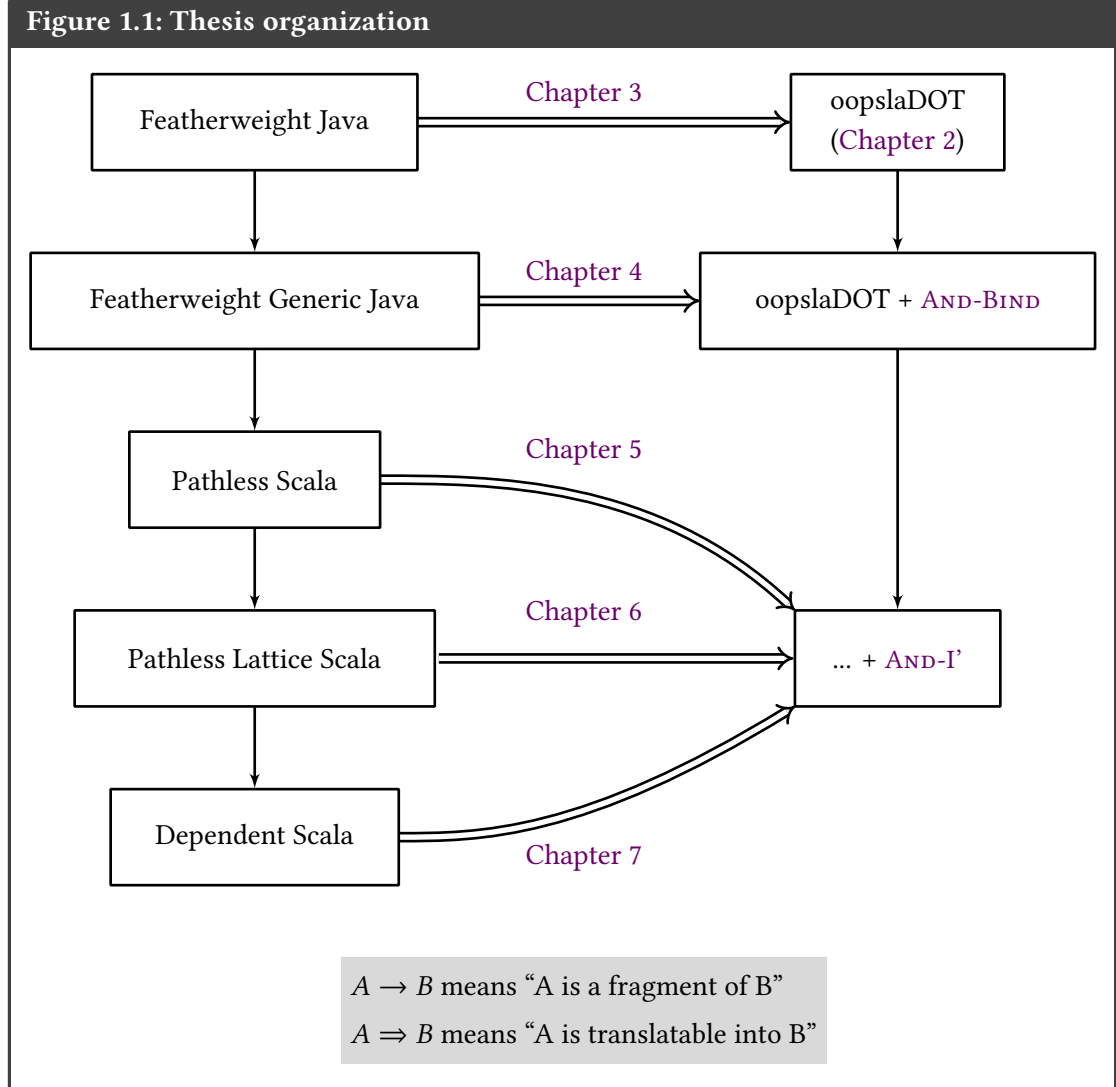 Figure 1.1: Thesis organization
Chapter 3
Featherweight Java
oopslaDOT
(Chapter 2)
Chapter 4
Featherweight Generic Java
oopslaDOT + AND-BIND
Chapter 5
Pathless Scala
Chapter 6
Pathless Lattice Scala
... + AND-I’
Dependent Scala
Chapter 7
A → B means “A is a fragment of B”
A ⇒ B means “A is translatable into B”